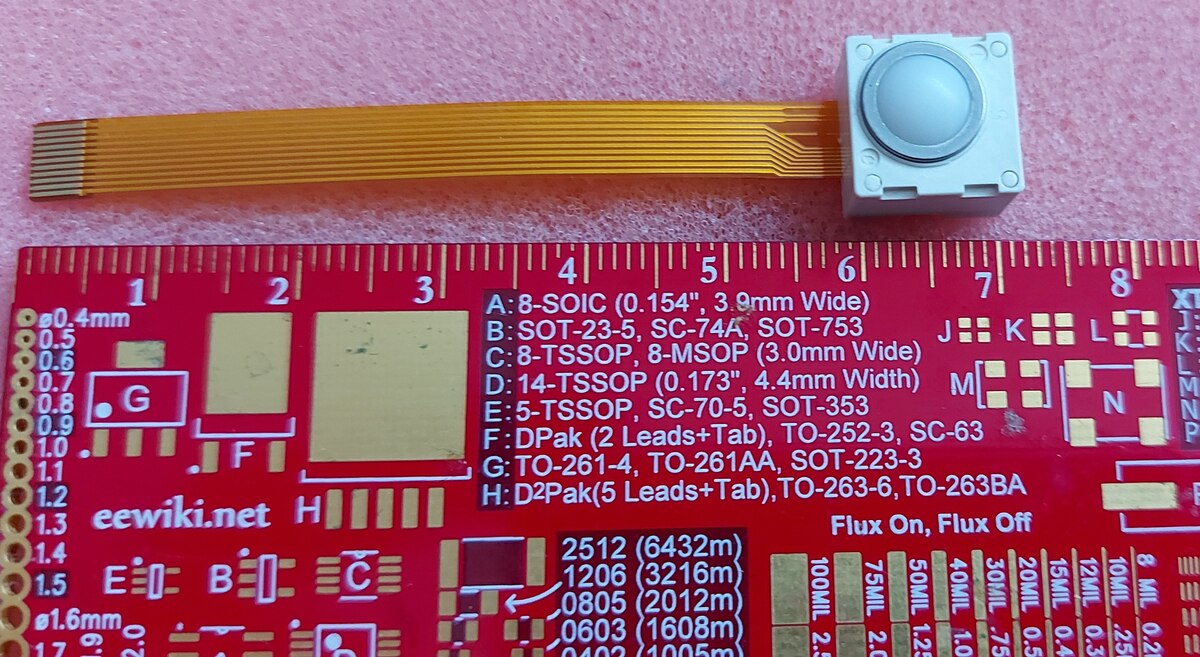 1 2 3 4 5 6 7 8
A: 8-SOIC (0.154", 3.9mm Wide)
B: SOT-23-5, SC-74A, SOT-753
C: 8-TSSOP, 8-MSOP (3.0mm Wide)
D: 14-TSSOP (0.173", 4.4mm Width)
E: 5-TSSOP, SC-70-5, SOT-353
F: DPak (2 Leads+Tab), TO-252-3, SC-63
G: TO-261-4, TO-261AA, SOT-223-3
H: D²Pak(5 Leads+Tab),TO-263-6,TO-263BA
J K L
M N
Flux On, Flux Off
ø0.4mm
0.5
0.6
0.7
0.8
0.9
1.0
1.1
1.2
1.3
1.4
1.5
ø1.6mm
1.7
G
F
H
eewiki.net
E B C
2512 (6432m)
1206 (3216m)
0805 (2012m)
0603 (1608m)
100MIL
75MIL
50MIL
40MIL
30MIL
20MIL
15MIL
12MIL
10MIL
J
K
L
M
N
P
2.0